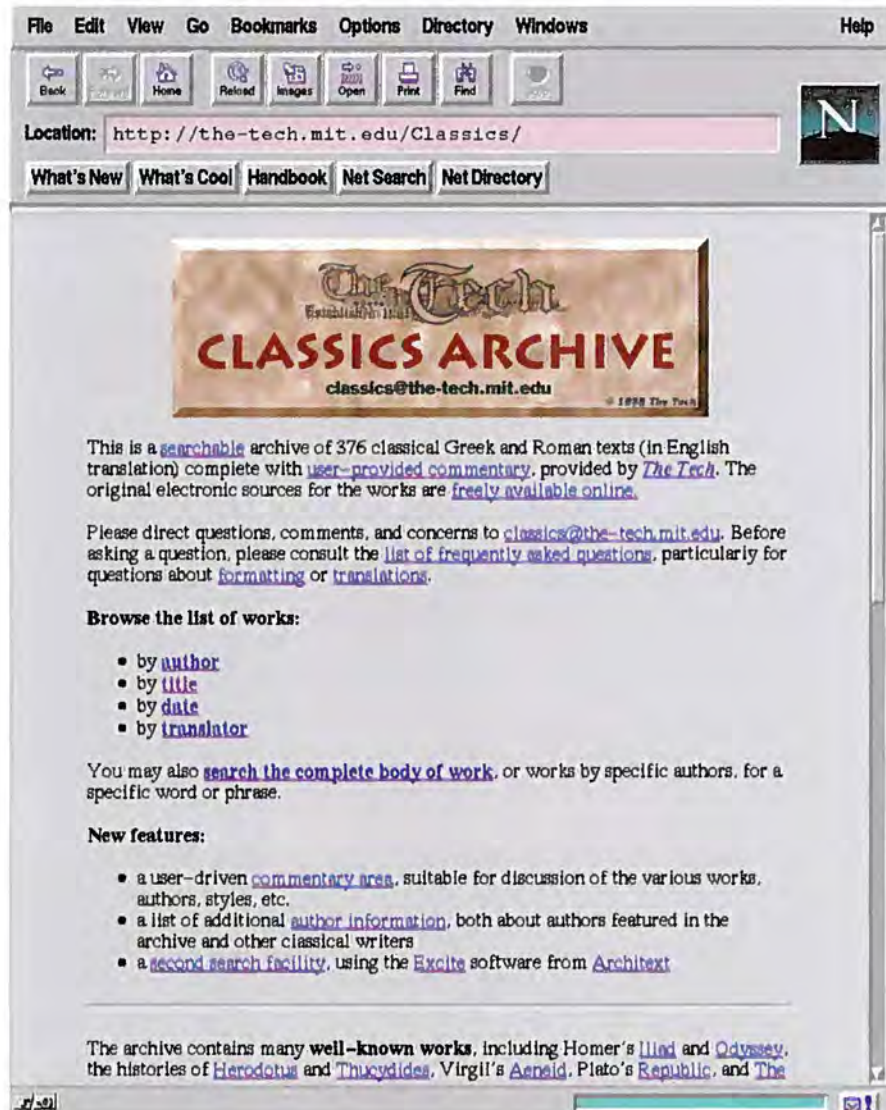 File Edit View Go Bookmarks Options Directory Windows Help
Back Forward Home Reload Images Open Print Find
Location: http://the-tech.mit.edu/Classics/
What's New What's Cool Handbook Net Search Net Directory
N
The Tech
CLASSICS ARCHIVE
classics@the-tech.mit.edu
This is a searchable archive of 376 classical Greek and Roman texts (in English
translation) complete with user-provided commentary, provided by The Tech. The
original electronic sources for the works are freely available online.
Please direct questions, comments, and concerns to classics@the-tech.mit.edu. Before
asking a question, please consult the list of frequently asked questions, particularly for
questions about formatting or translations.
Browse the list of works:
• by author
• by title
• by date
• by translator
You may also search the complete body of work, or works by specific authors, for a
specific word or phrase.
New features:
• a user-driven commentary area, suitable for discussion of the various works,
authors, styles, etc.
• a list of additional author information, both about authors featured in the
archive and other classical writers
• a second search facility, using the Excite software from Architext
The archive contains many well-known works, including Homer's Iliad and Odyssey,
the histories of Herodotus and Thucydides, Virgil's Aeneid, Plato's Republic, and The